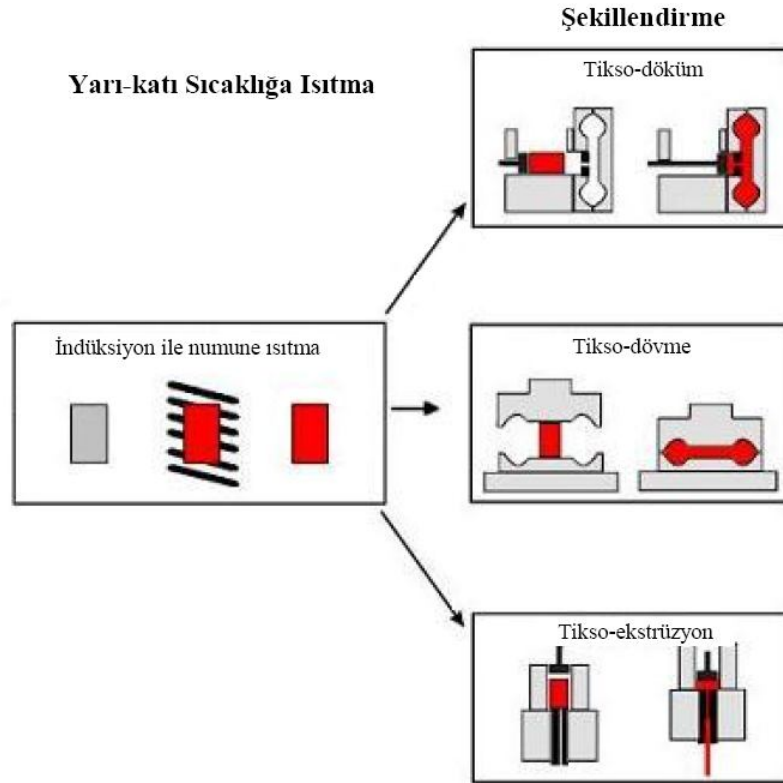 Şekillendirme
Yarı-katı Sıcaklığa Isıtma
Tikso-döküm
İndüksiyon ile numune ısıtma
Tikso-dövme
Tikso-ekstrüzyon